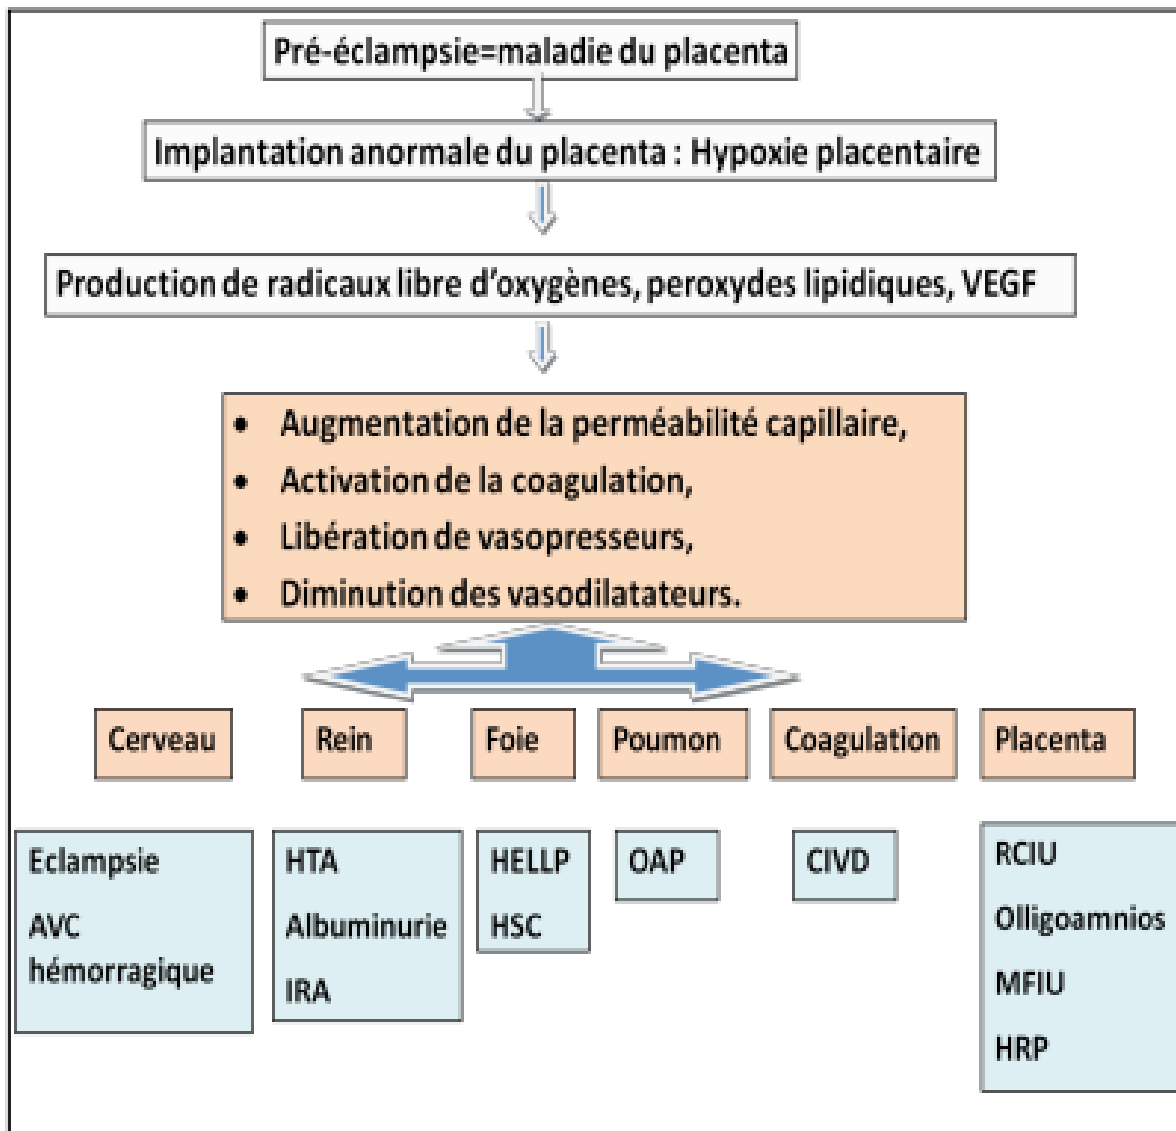 Pré-éclampsie=maladie du placenta
Implantation anormale du placenta : Hypoxie placentaire
Production de radicaux libre d'oxygènes, peroxydes lipidiques, VEGF
• Augmentation de la perméabilité capillaire,
• Activation de la coagulation,
• Libération de vasopresseurs,
• Diminution des vasodilatateurs.
Cerveau
Rein
Foie
Poumon
Coagulation
Placenta
Eclampsie
AVC
hémorragique
HTA
Albuminurie
IRA
HELLP
HSC
OAP
CIVD
RCIU
Olligoamnios
MFIU
HRP